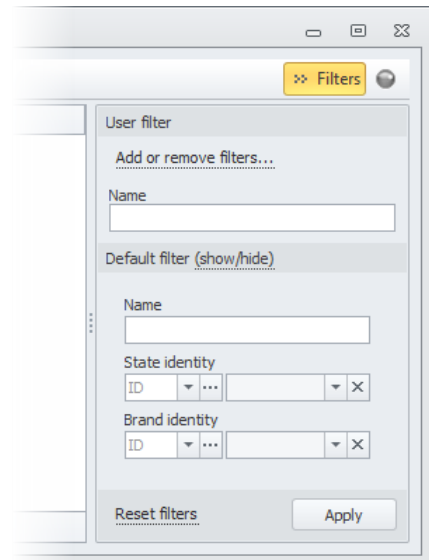 Filters
User filter
Add or remove filters...
Name
Default filter (show/hide)
Name
State identity
ID
Brand identity
ID
Reset filters
Apply